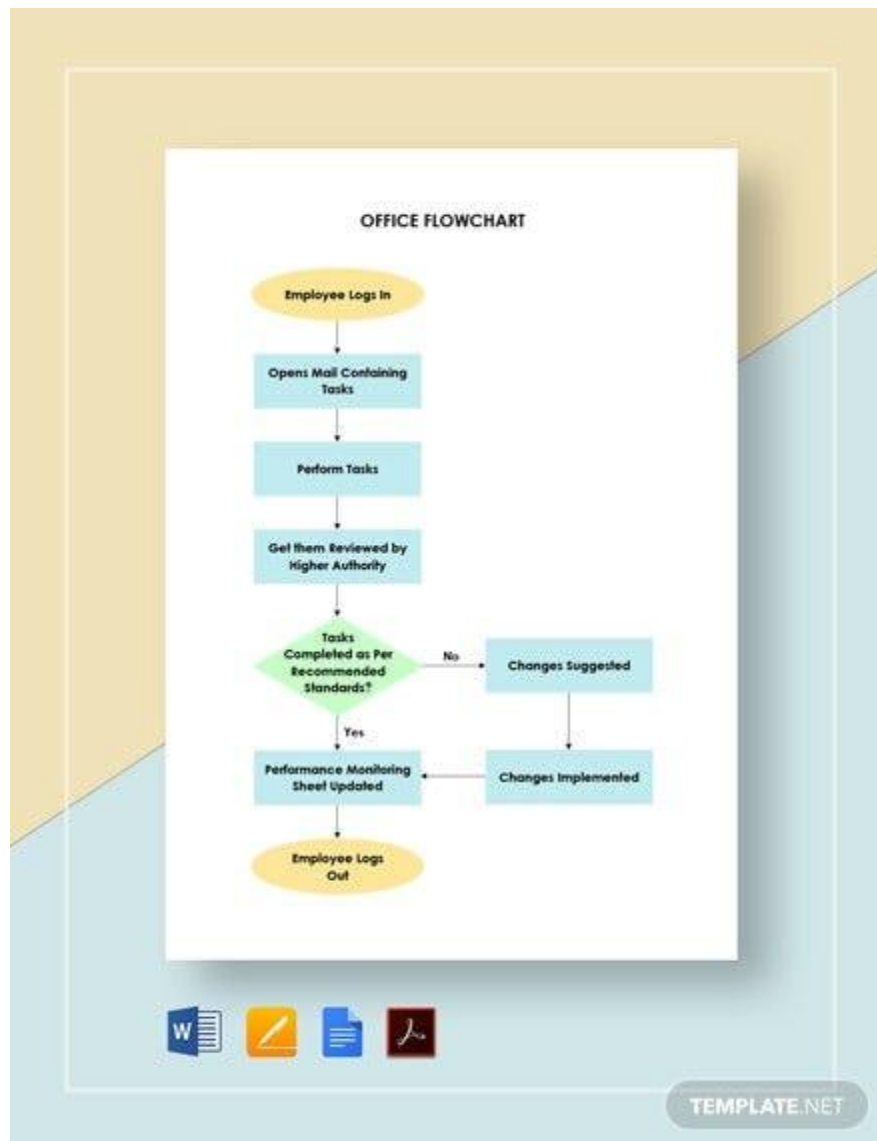 OFFICE FLOWCHART
Employee Logs In
Opens Mail Containing
Tasks
Perform Tasks
Get them Reviewed by
Higher Authority
Tasks
Completed as Per
Recommended
Standards?
No
Changes Suggested
Yes
Performance Monitoring
Sheet Updated
Changes Implemented
Employee Logs
Out
W
TEMPLATE.NET